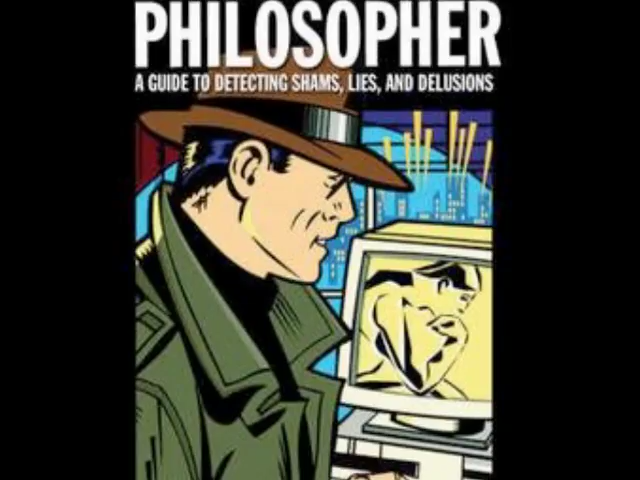 PHILOSOPHER
A GUIDE TO DETECTING SHAMS, LIES, AND DELUSIONS